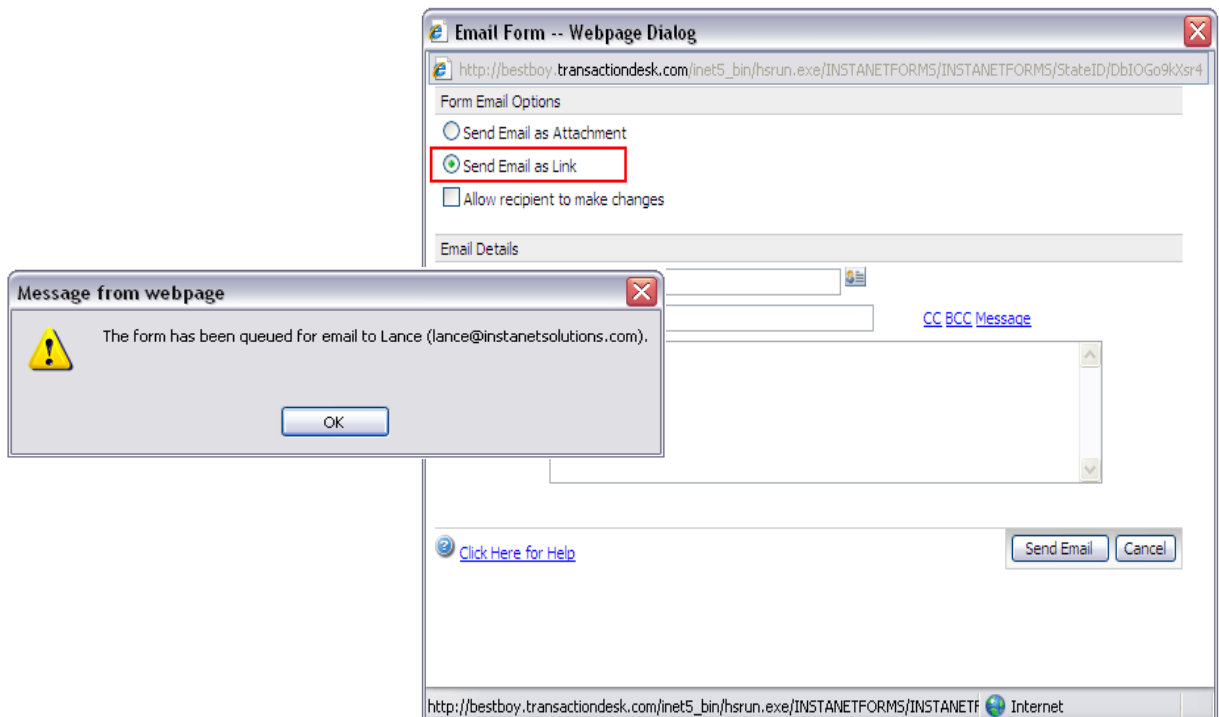 Email Form -- Webpage Dialog
http://bestboy.transactiondesk.com/inet5_bin/hsrun.exe/INSTANETFORMS/INSTANETFORMS/StateID/DbIOGo9kXsr4
Form Email Options
Send Email as Attachment
Send Email as Link
Allow recipient to make changes
Email Details
Message from webpage
The form has been queued for email to Lance (lance@instanetsolutions.com).
OK
CC BCC Message
Click Here for Help
Send Email Cancel
http://bestboy.transactiondesk.com/inet5_bin/hsrun.exe/INSTANETFORMS/INSTANETF Internet